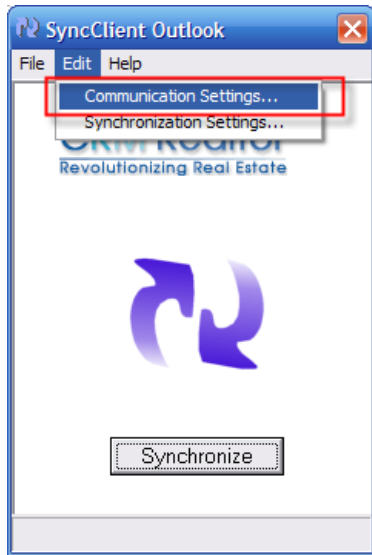 SyncClient Outlook
File Edit Help
Communication Settings...
Synchronization Settings...
Revolutionizing Real Estate
Synchronize